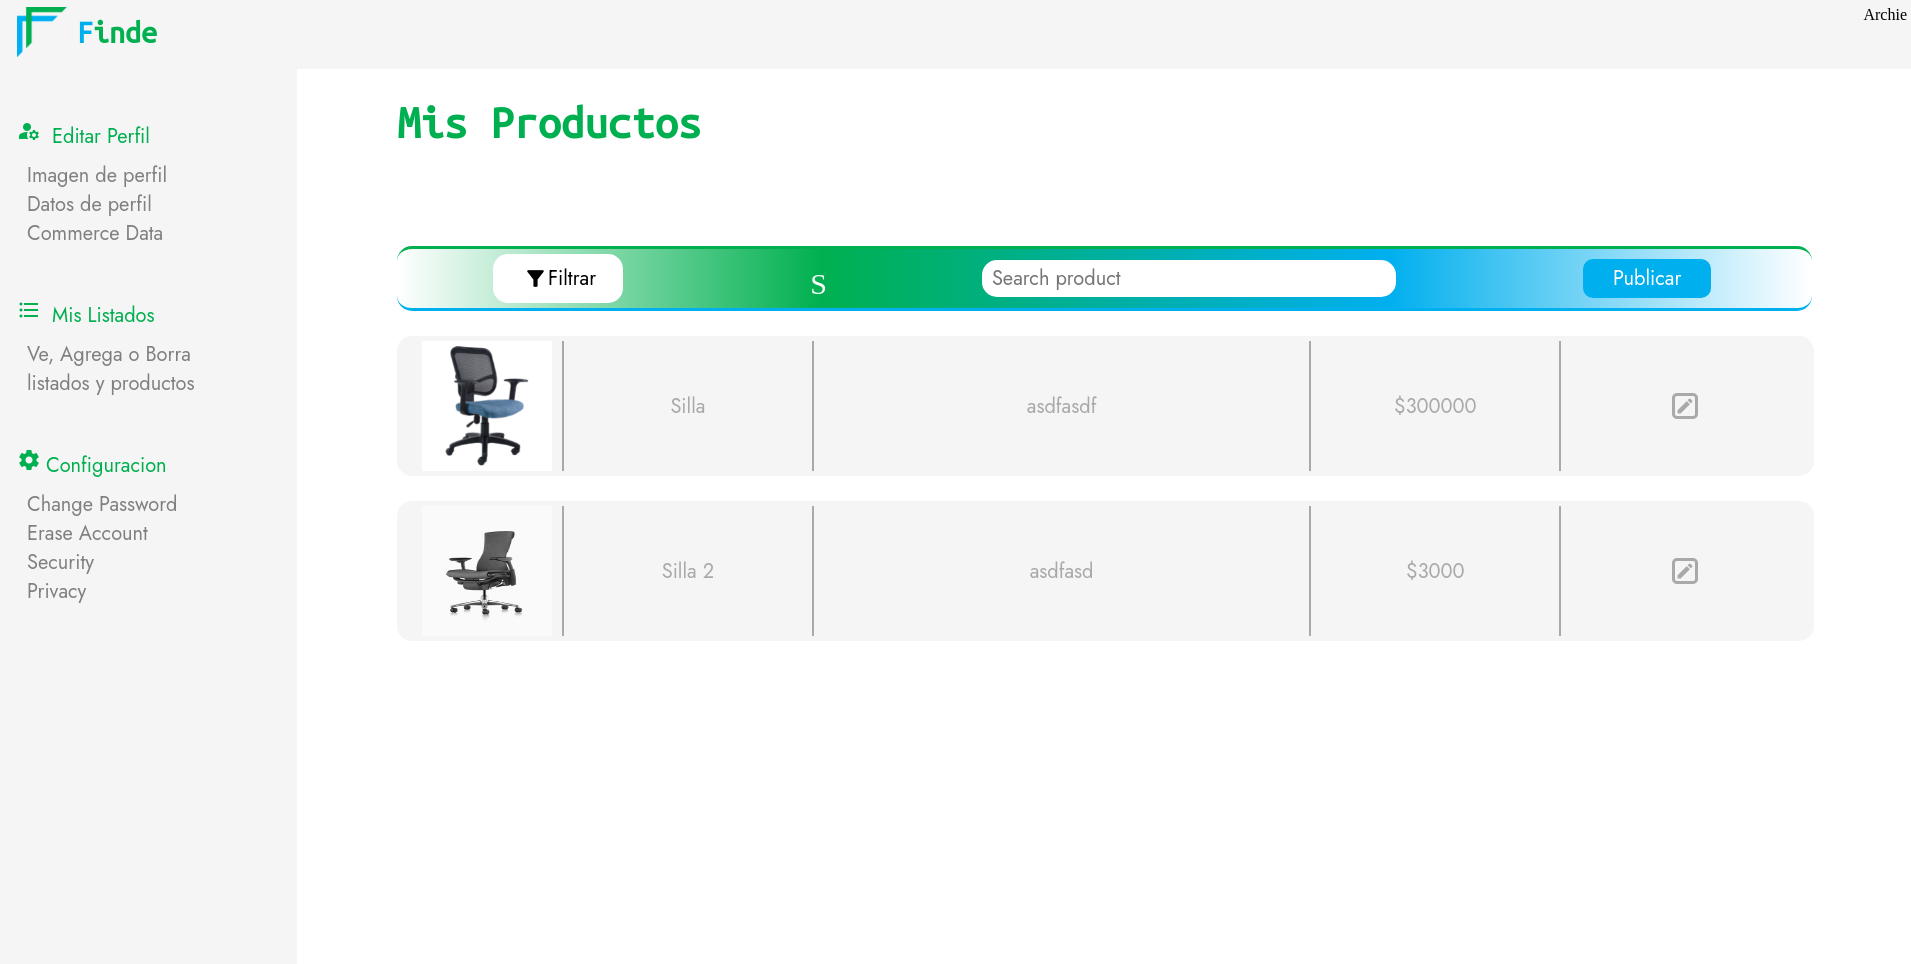 Finde
Archie
Mis Productos
Editar Perfil
Imagen de perfil
Datos de perfil
Commerce Data
Mis Listados
Ve, Agrega o Borra
listados y productos
Configuracion
Change Password
Erase Account
Security
Privacy
Filtrar S Search product Publicar
Silla asdfasdf $300000
Silla 2 asdfasd $3000